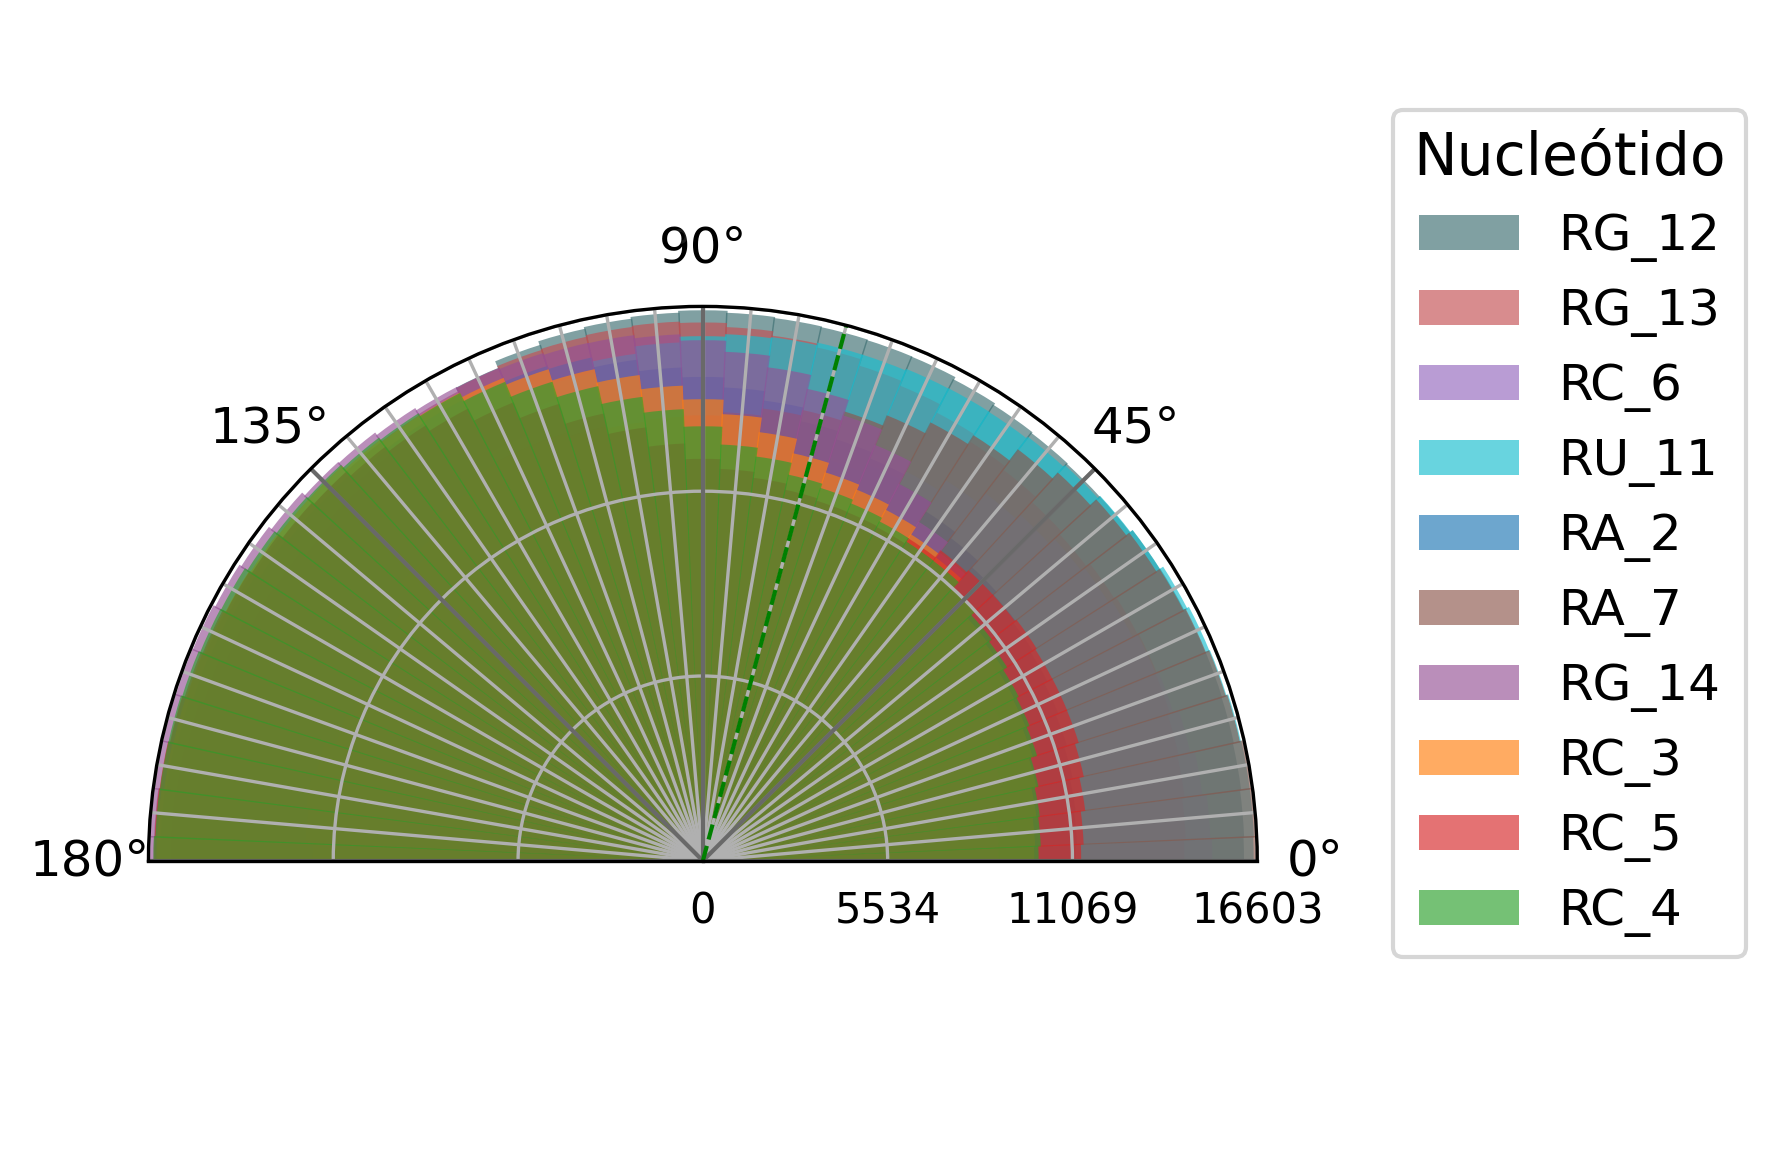 90°
135°
45°
180°
0°
0
5534
11069
16603
Nucleótido
RG_12
RG_13
RC_6
RU_11
RA_2
RA_7
RG_14
RC_3
RC_5
RC_4